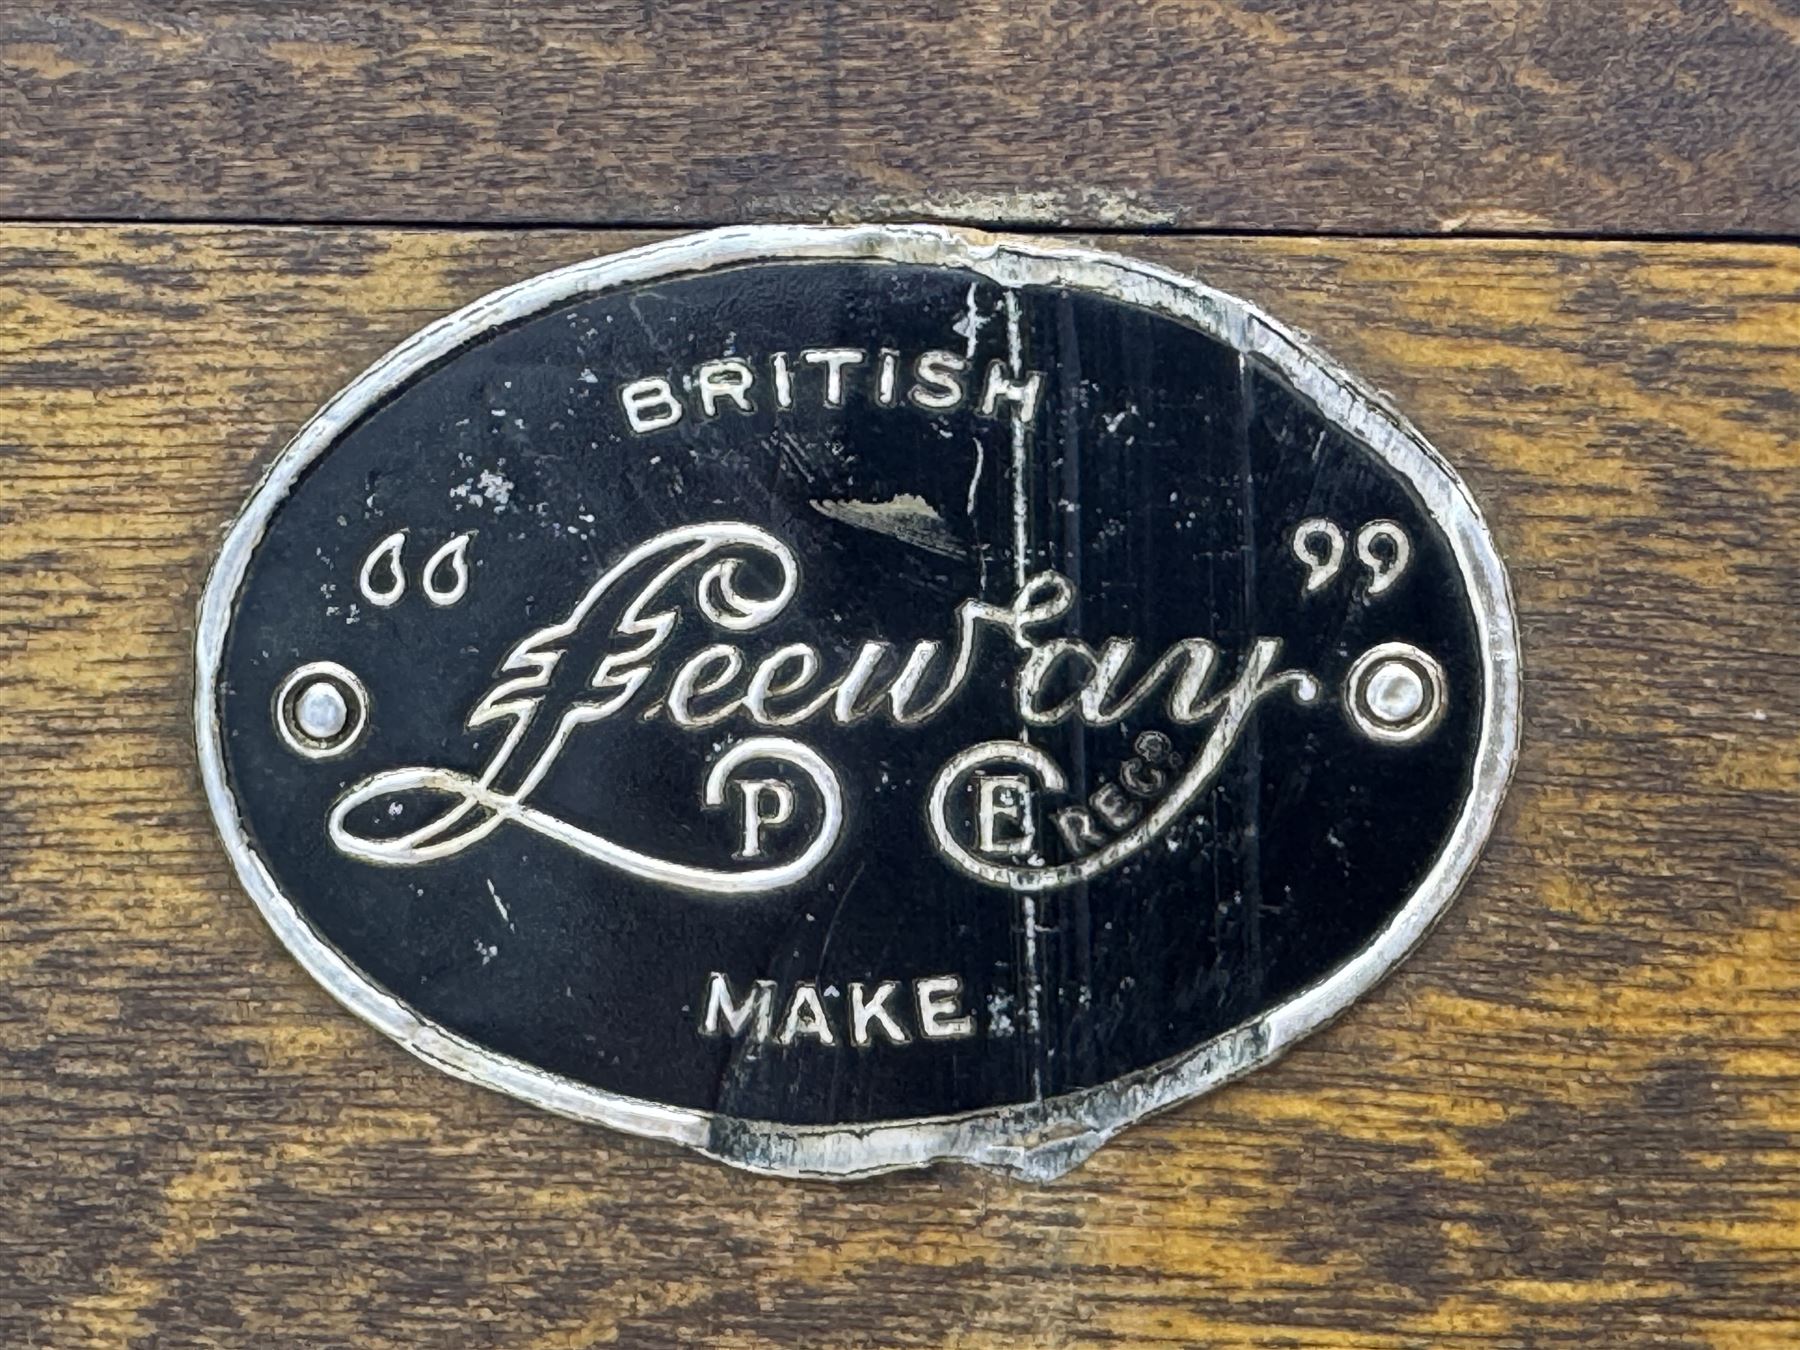 BRITISH
“Leeway”
P E REGD
MAKE